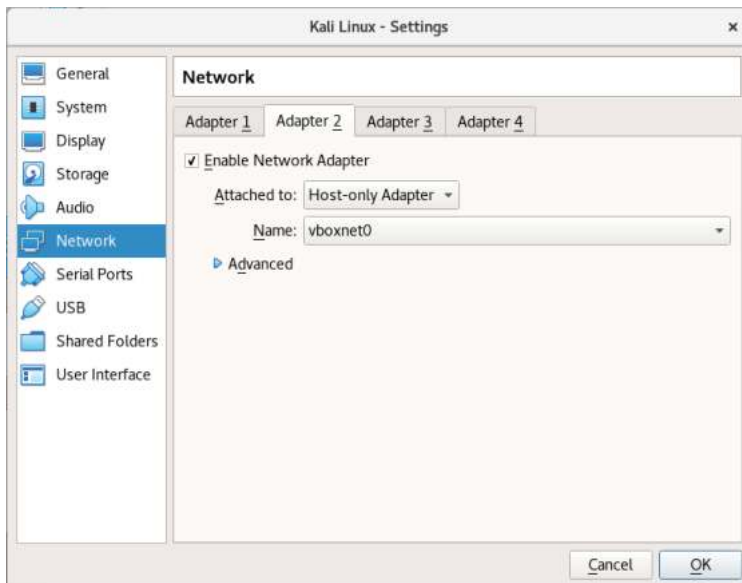 Kali Linux - Settings
×
General
System
Display
Storage
Audio
Network
Serial Ports
USB
Shared Folders
User Interface
Network
Adapter 1 Adapter 2 Adapter 3 Adapter 4
Enable Network Adapter
Attached to: Host-only Adapter
Name: vboxnet0
Advanced
Cancel OK